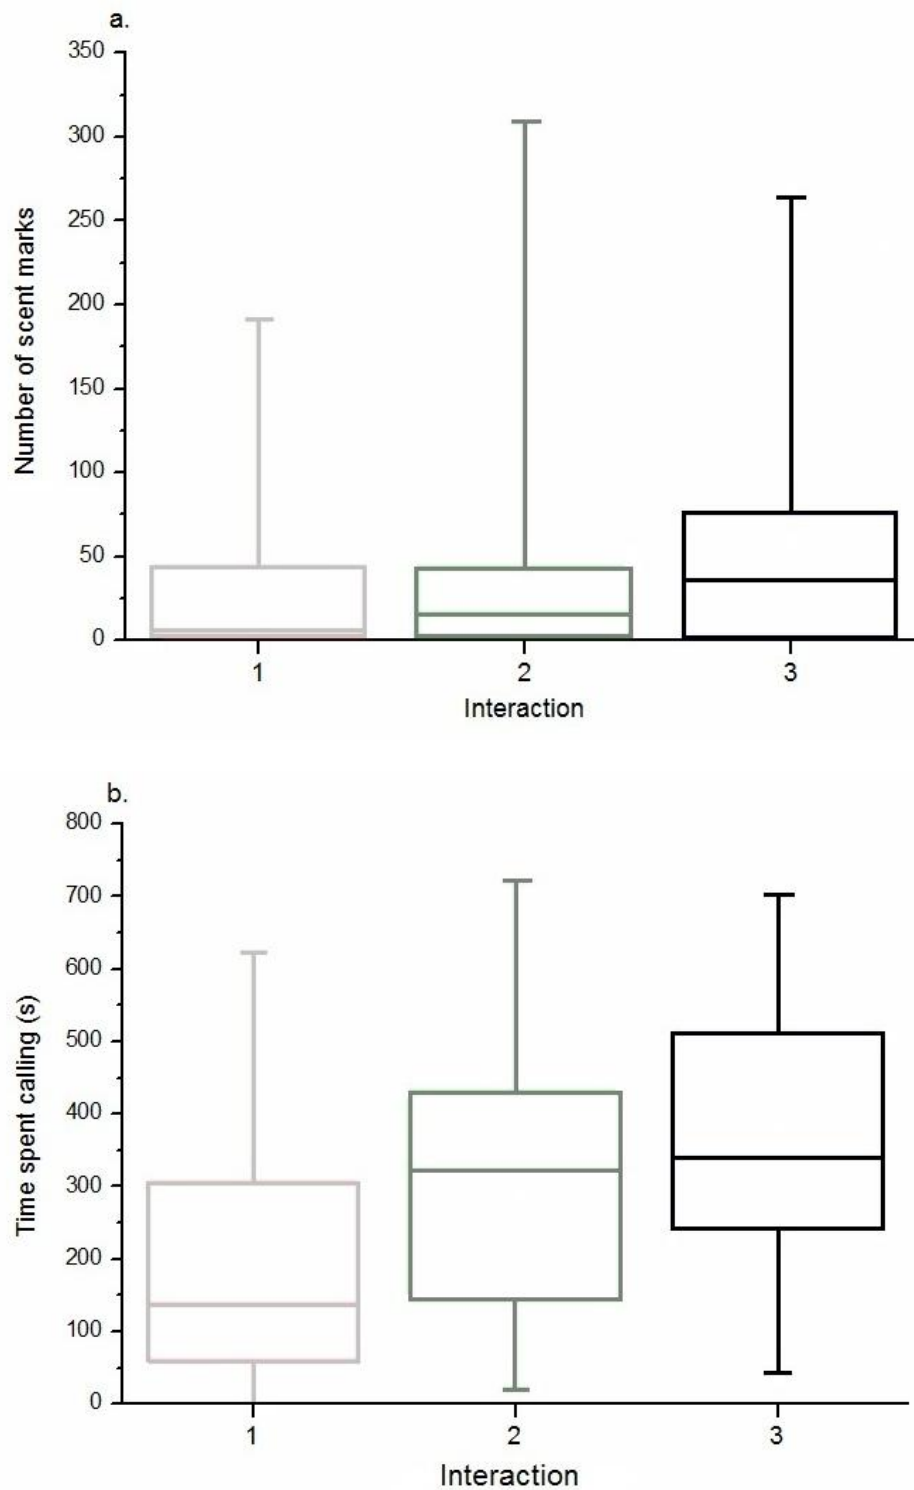 a.
350
300
250
200
150
100
50
0
Number of scent marks
1 2 3
Interaction
b.
800
700
600
500
400
300
200
100
0
Time spent calling (s)
1 2 3
Interaction